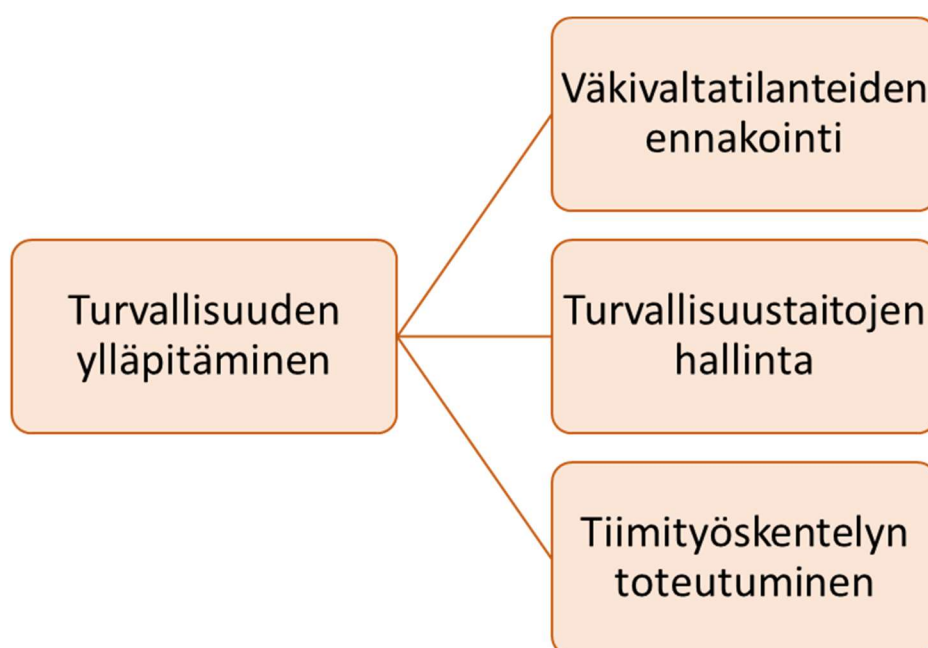 Turvallisuuden
ylläpitäminen
Väkivaltatilanteiden
ennakointi
Turvallisuustaitojen
hallinta
Tiimityöskentelyn
toteutuminen